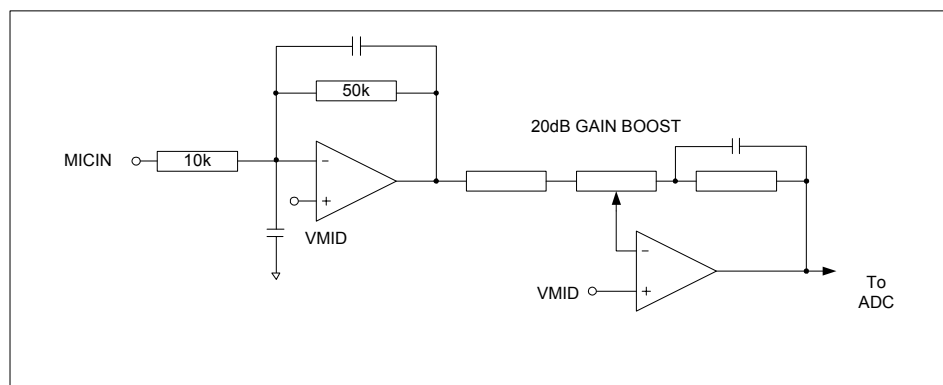 50k
20dB GAIN BOOST
MICIN
10k
−
+
VMID
−
VMID
+
To
ADC